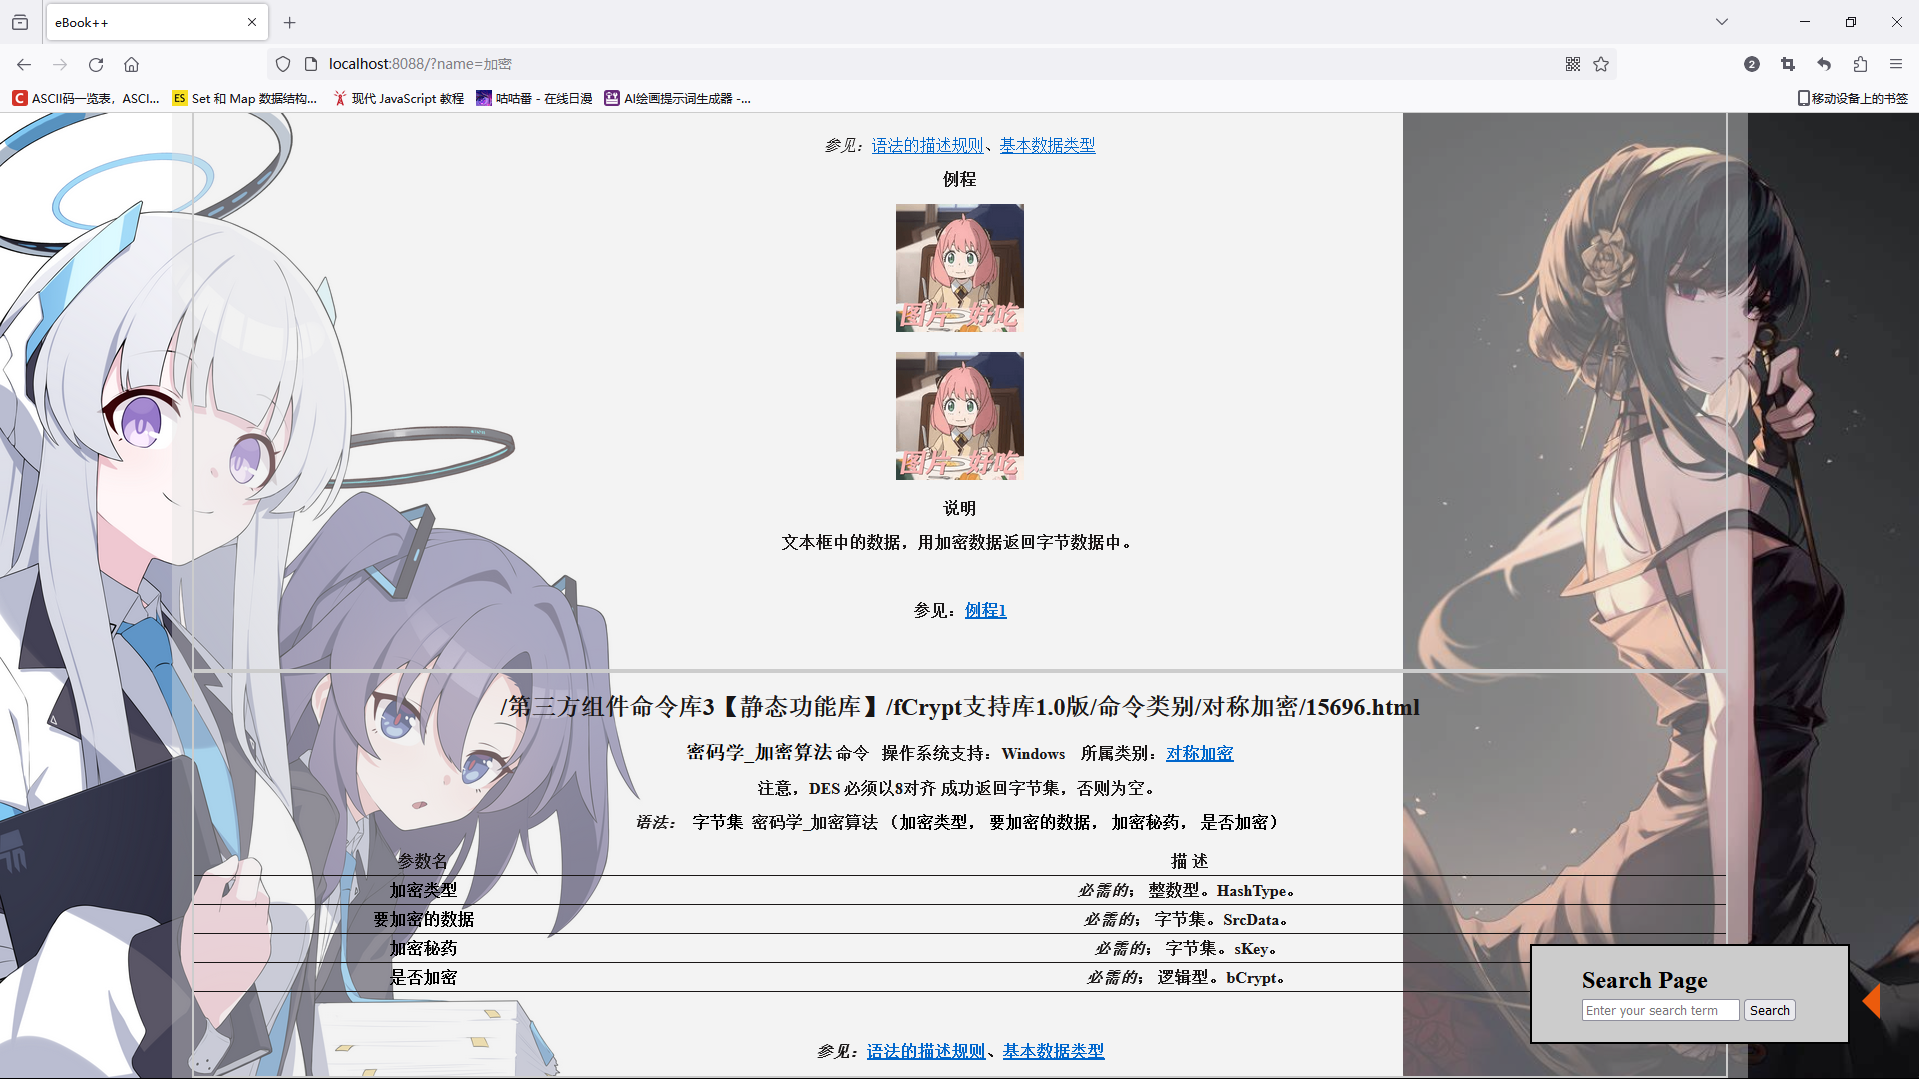 eBook++
localhost:8088/?name=加密
2
ASCII码一览表，ASCI... Set 和 Map 数据结构... 现代 JavaScript 教程 咕咕番 - 在线日漫 AI绘画提示词生成器 -... 移动设备上的书签
参见：语法的描述规则、基本数据类型
例程
图片 好吃
图片 好吃
说明
文本框中的数据，用加密数据返回字节数据中。
参见：例程1
/第三方组件命令库3【静态功能库】/fCrypt支持库1.0版/命令类别/对称加密/15696.html
密码学_加密算法 命令 操作系统支持：Windows 所属类别：对称加密
注意，DES 必须以8对齐 成功返回字节集，否则为空。
语法： 字节集 密码学_加密算法 （加密类型， 要加密的数据， 加密秘药， 是否加密）
参数名 描 述
加密类型 必需的； 整数型。HashType。
要加密的数据 必需的； 字节集。SrcData。
加密秘药 必需的； 字节集。sKey。
是否加密 必需的； 逻辑型。bCrypt。
参见：语法的描述规则、基本数据类型
Search Page
Enter your search term Search